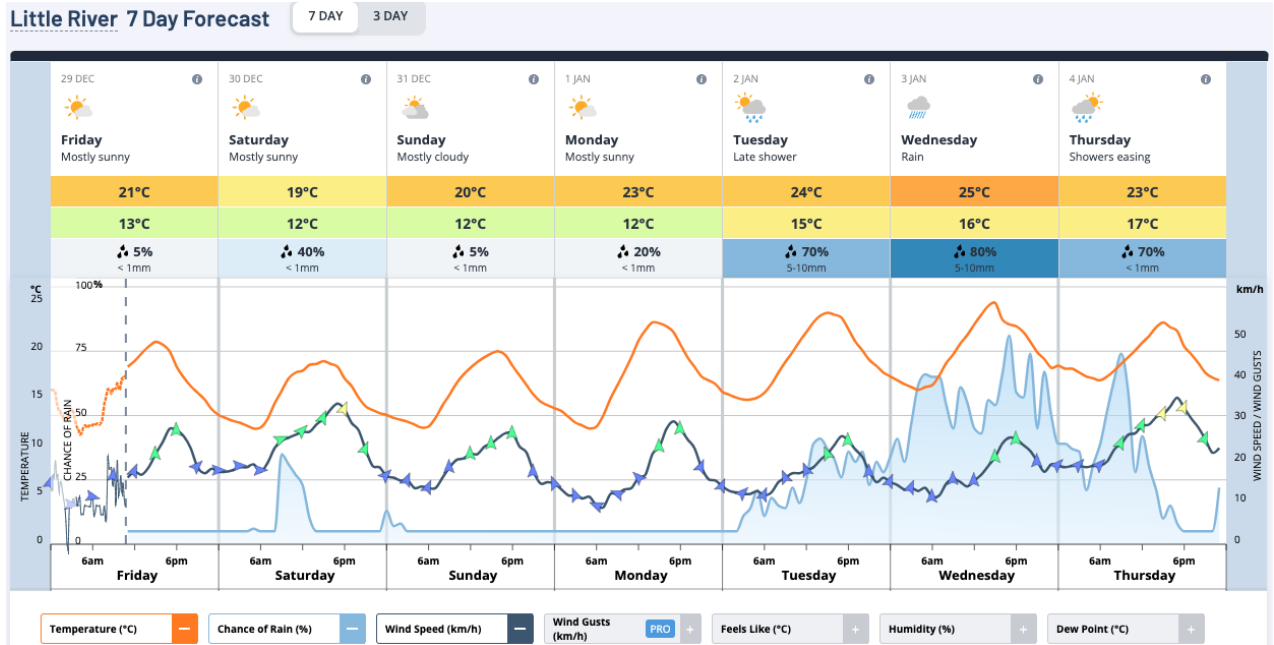 Little River 7 Day Forecast 7 DAY 3 DAY
29 DEC 30 DEC 31 DEC 1 JAN 2 JAN 3 JAN 4 JAN
Friday Saturday Sunday Monday Tuesday Wednesday Thursday
Mostly sunny Mostly sunny Mostly cloudy Mostly sunny Late shower Rain Showers easing
21°C 19°C 20°C 23°C 24°C 25°C 23°C
13°C 12°C 12°C 12°C 15°C 16°C 17°C
5% 40% 5% 20% 70% 80% 70%
< 1mm < 1mm < 1mm < 1mm 5-10mm 5-10mm < 1mm
°C 100% km/h
25
50
20 75
40
15
50 30
10
20
25
5
10
0 0 0
TEMPERATURE
CHANCE OF RAIN
WIND SPEED / WIND GUSTS
6am 6pm 6am 6pm 6am 6pm 6am 6pm 6am 6pm 6am 6pm 6am 6pm
Friday Saturday Sunday Monday Tuesday Wednesday Thursday
Temperature (°C) Chance of Rain (%) Wind Speed (km/h) Wind Gusts (km/h) PRO + Feels Like (°C) + Humidity (%) + Dew Point (°C) +